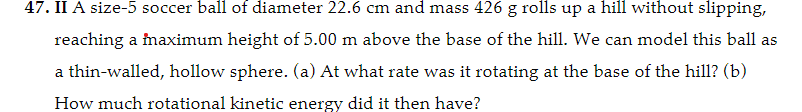 47. II A size-5 soccer ball of diameter 22.6 cm and mass 426 g rolls up a hill without slipping,
reaching a maximum height of 5.00 m above the base of the hill. We can model this ball as
a thin-walled, hollow sphere. (a) At what rate was it rotating at the base of the hill? (b)
How much rotational kinetic energy did it then have?